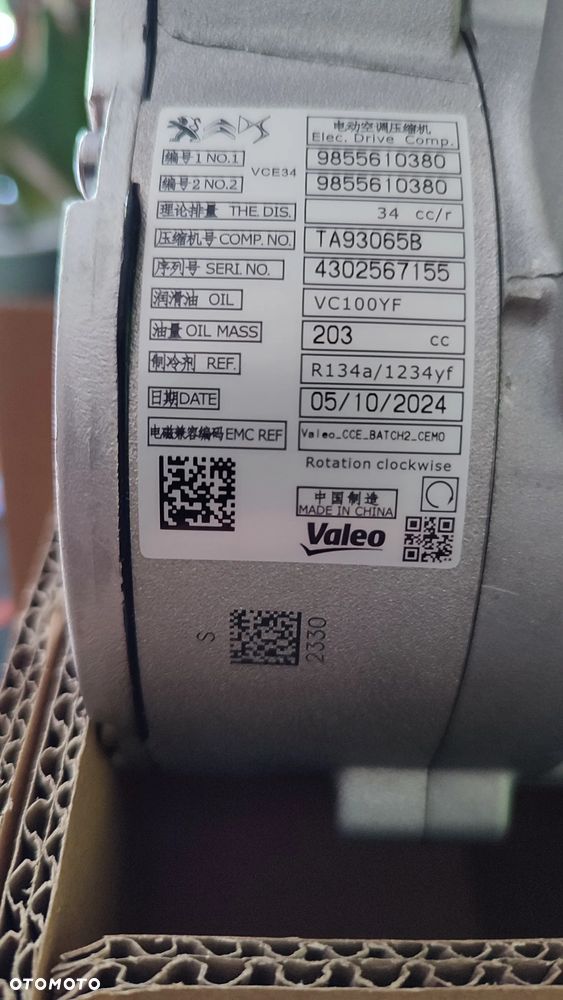 电动空调压缩机
Elec. Drive Comp.
编号1 NO.1 VCE34 9855610380
编号2 NO.2 9855610380
理论排量 THE.DIS. 34 cc/r
压缩机号 COMP.NO. TA93065B
序列号 SERI.NO. 4302567155
润滑油 OIL VC100YF
油量 OIL MASS 203 cc
制冷剂 REF. R134a/1234yf
日期DATE 05/10/2024
电磁兼容编码 EMC REF Valeo_CCE_BATCH2_CEM0
Rotation clockwise
中国制造
MADE IN CHINA
Valeo
S 2330
OTOMOTO